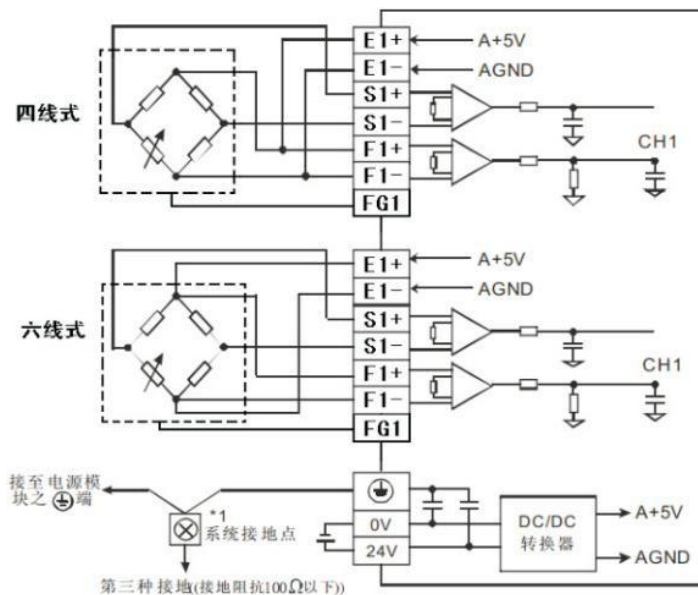 四线式
E1+
A+5V
E1-
AGND
S1+
S1-
F1+
CH1
F1-
FG1
六线式
E1+
A+5V
E1-
AGND
S1+
S1-
F1+
CH1
F1-
FG1
接至电源模
块之 端
*1
系统接地点
0V
24V
DC/DC
转换器
A+5V
AGND
第三种接地((接地阻抗100Ω以下))